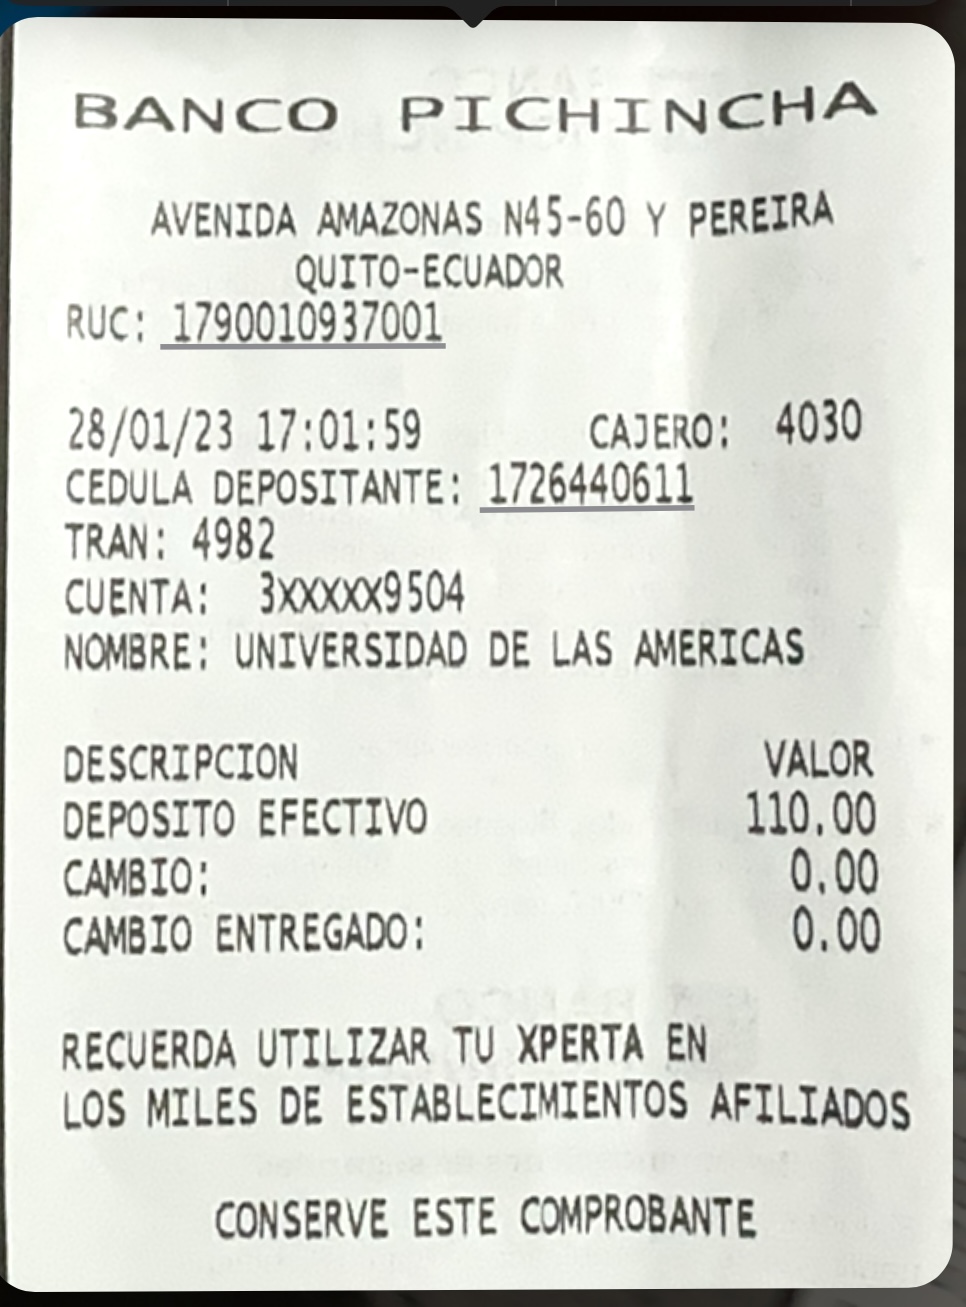 BANCO PICHINCHA
AVENIDA AMAZONAS N45-60 Y PEREIRA
QUITO-ECUADOR
RUC: 1790010937001
28/01/23 17:01:59 CAJERO: 4030
CEDULA DEPOSITANTE: 1726440611
TRAN: 4982
CUENTA: 3XXXXX9504
NOMBRE: UNIVERSIDAD DE LAS AMERICAS
DESCRIPCION VALOR
DEPOSITO EFECTIVO 110.00
CAMBIO: 0.00
CAMBIO ENTREGADO: 0.00
RECUERDA UTILIZAR TU XPERTA EN
LOS MILES DE ESTABLECIMIENTOS AFILIADOS
CONSERVE ESTE COMPROBANTE